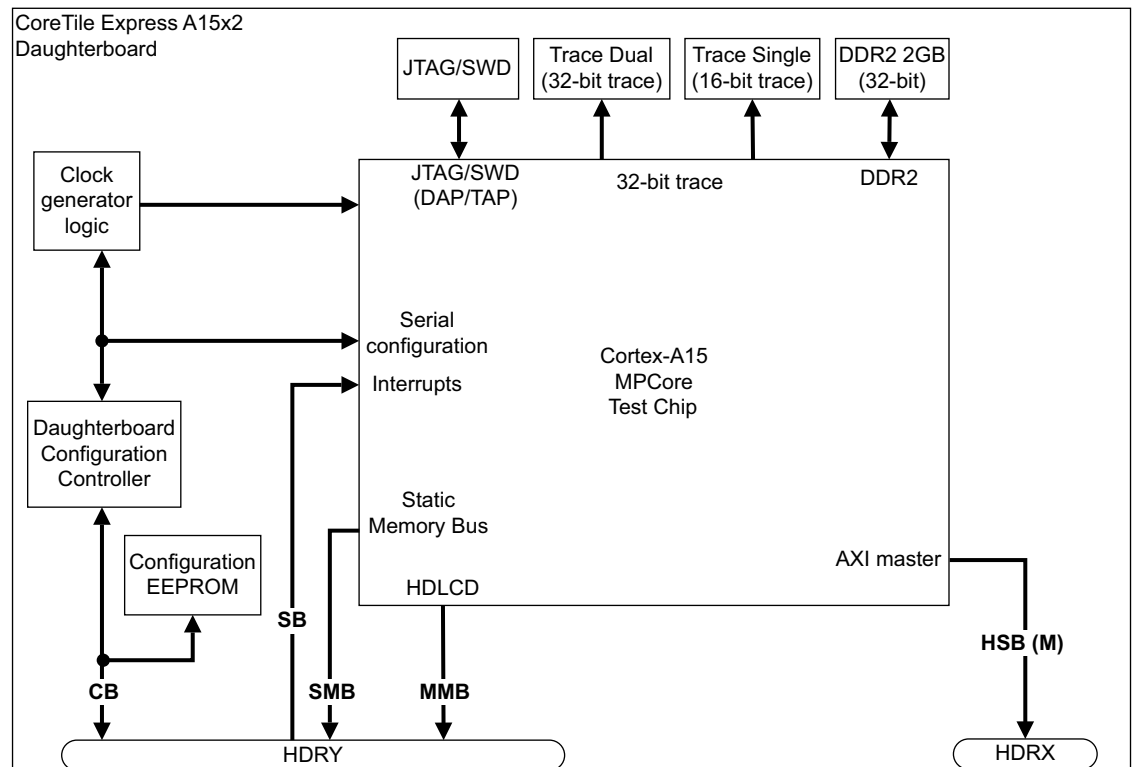 CoreTile Express A15x2
Daughterboard
JTAG/SWD
Trace Dual
(32-bit trace)
Trace Single
(16-bit trace)
DDR2 2GB
(32-bit)
Clock
generator
logic
JTAG/SWD
(DAP/TAP)
32-bit trace
DDR2
Serial
configuration
Interrupts
Cortex-A15
MPCore
Test Chip
Daughterboard
Configuration
Controller
Static
Memory Bus
Configuration
EEPROM
AXI master
HDLCD
SB
HSB (M)
CB
SMB
MMB
HDRY
HDRX